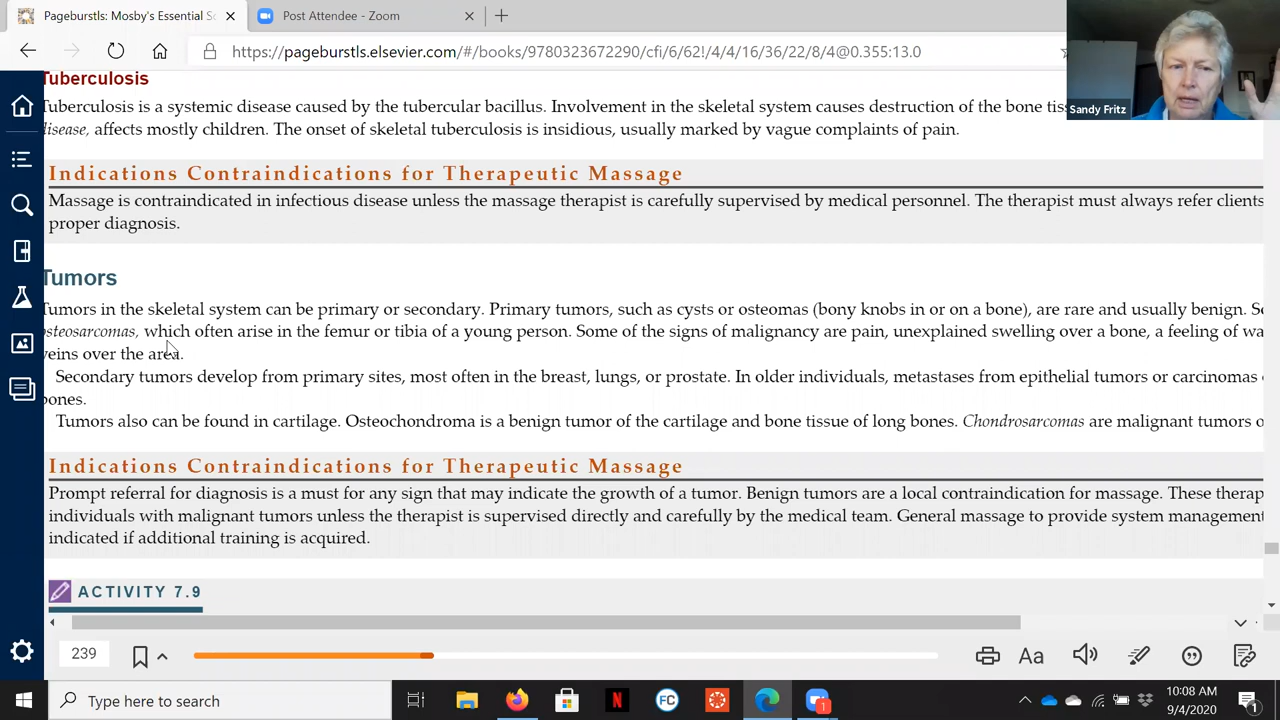 Pageburstls: Mosby's Essential Sc
Post Attendee - Zoom
https://pageburstls.elsevier.com/#/books/9780323672290/cfi/6/62!/4/4/16/36/22/8/4@0.355:13.0
Sandy Fritz
Tuberculosis
Tuberculosis is a systemic disease caused by the tubercular bacillus. Involvement in the skeletal system causes destruction of the bone
disease, affects mostly children. The onset of skeletal tuberculosis is insidious, usually marked by vague complaints of pain.
Indications Contraindications for Therapeutic Massage
Massage is contraindicated in infectious disease unless the massage therapist is carefully supervised by medical personnel. The therapist must always refer clients
proper diagnosis.
Tumors
Tumors in the skeletal system can be primary or secondary. Primary tumors, such as cysts or osteomas (bony knobs in or on a bone), are rare and usually benign.
osteosarcomas, which often arise in the femur or tibia of a young person. Some of the signs of malignancy are pain, unexplained swelling over a bone, a feeling of
veins over the area.
Secondary tumors develop from primary sites, most often in the breast, lungs, or prostate. In older individuals, metastases from epithelial tumors or carcinomas
bones.
Tumors also can be found in cartilage. Osteochondroma is a benign tumor of the cartilage and bone tissue of long bones. Chondrosarcomas are malignant tumors
Indications Contraindications for Therapeutic Massage
Prompt referral for diagnosis is a must for any sign that may indicate the growth of a tumor. Benign tumors are a local contraindication for massage. These
individuals with malignant tumors unless the therapist is supervised directly and carefully by the medical team. General massage to provide system management
indicated if additional training is acquired.
ACTIVITY 7.9
239
Aa
Type here to search
N
FC
1
10:08 AM
9/4/2020
1